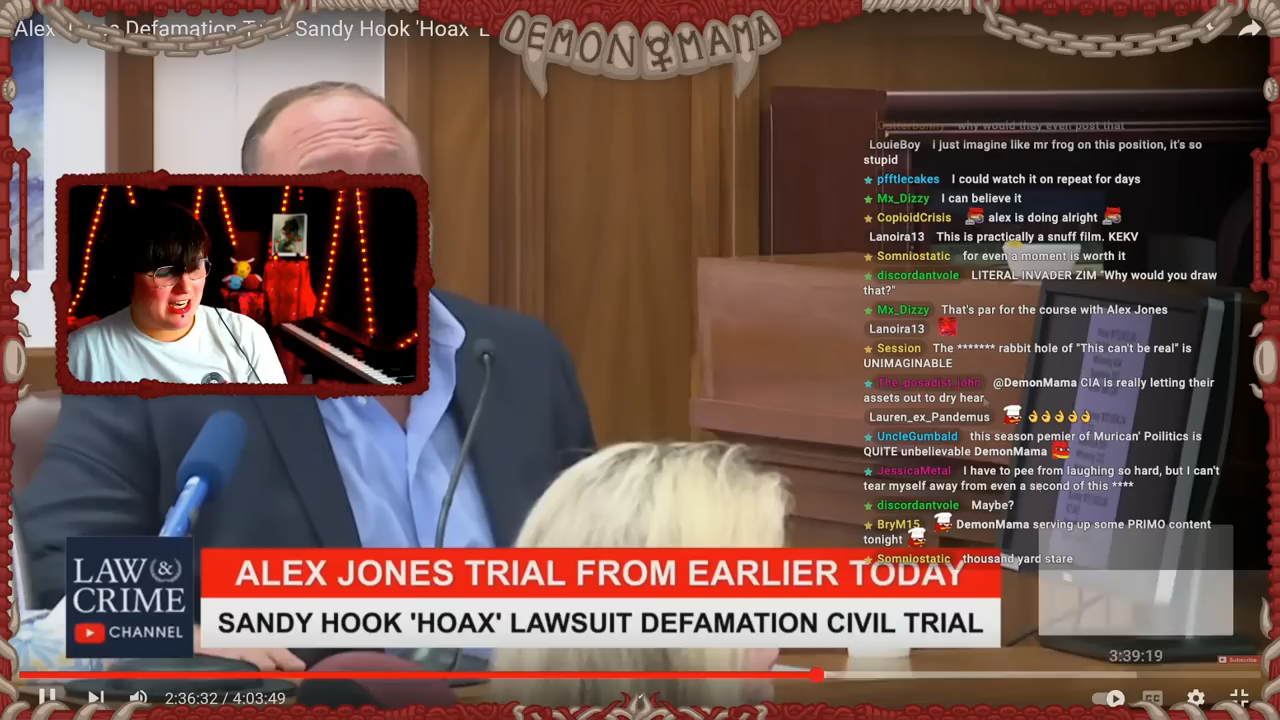 Alex Jones Defamation Trial Sandy Hook 'Hoax' L
DEMON MAMA
why would they even post that
LouieBoy i just imagine like mr frog on this position, it's so
stupid
pfftlecakes I could watch it on repeat for days
Mx_Dizzy I can believe it
CopioidCrisis alex is doing alright
Lanoira13 This is practically a snuff film. KEKV
Somniostatic for even a moment is worth it
discordantvole LITERAL INVADER ZIM "Why would you draw
that?"
Mx_Dizzy That's par for the course with Alex Jones
Lanoira13
Session The ******* rabbit hole of "This can't be real" is
UNIMAGINABLE
The_posadist_john @DemonMama CIA is really letting their
assets out to dry hear
Lauren_ex_Pandemus 👌👌👌👌👌
UncleGumbald this season pemier of Murican' Poilitics is
QUITE unbelievable DemonMama
JessicaMetal I have to pee from laughing so hard, but I can't
tear myself away from even a second of this ****
discordantvole Maybe?
BryM15 DemonMama serving up some PRIMO content
tonight
Somniostatic thousand yard stare
LAW &
CRIME
CHANNEL
ALEX JONES TRIAL FROM EARLIER TODAY
SANDY HOOK 'HOAX' LAWSUIT DEFAMATION CIVIL TRIAL
3:39:19
Subscribe
2:36:32 / 4:03:49
CC